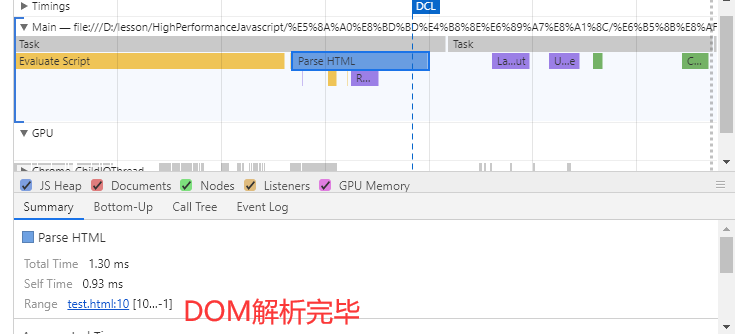 Timings
DCL
Main — file:///D:/lesson/HighPerformanceJavascript/%E5%8A%A0%E8%BD%BD%E4%B8%8E%E6%89%A7%E8%A1%8C/%E6%B5%8B%E8%AF
Task Task
Evaluate Script Parse HTML La...ut U...e C...
R...
GPU
Chrome_ChildIOThread
JS Heap Documents Nodes Listeners GPU Memory
Summary Bottom-Up Call Tree Event Log
Parse HTML
Total Time 1.30 ms
Self Time 0.93 ms
Range test.html:10 [10...-1]
DOM解析完毕